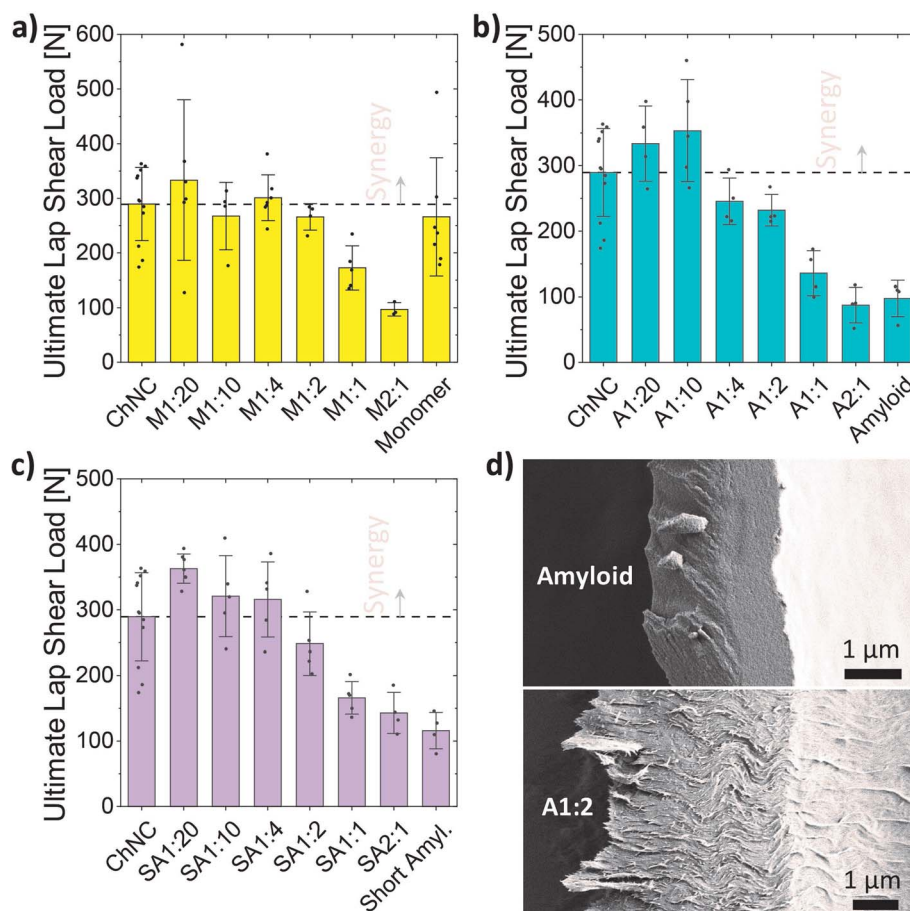 a)
Ultimate Lap Shear Load [N]
600
500
400
300
200
100
0
Synergy
ChNC
M1:20
M1:10
M1:4
M1:2
M1:1
M2:1
Monomer
b)
Ultimate Lap Shear Load [N]
500
400
300
200
100
0
Synergy
ChNC
A1:20
A1:10
A1:4
A1:2
A1:1
A2:1
Amyloid
c)
Ultimate Lap Shear Load [N]
500
400
300
200
100
0
Synergy
ChNC
SA1:20
SA1:10
SA1:4
SA1:2
SA1:1
SA2:1
Short Amyl.
d)
Amyloid
1 μm
A1:2
1 μm